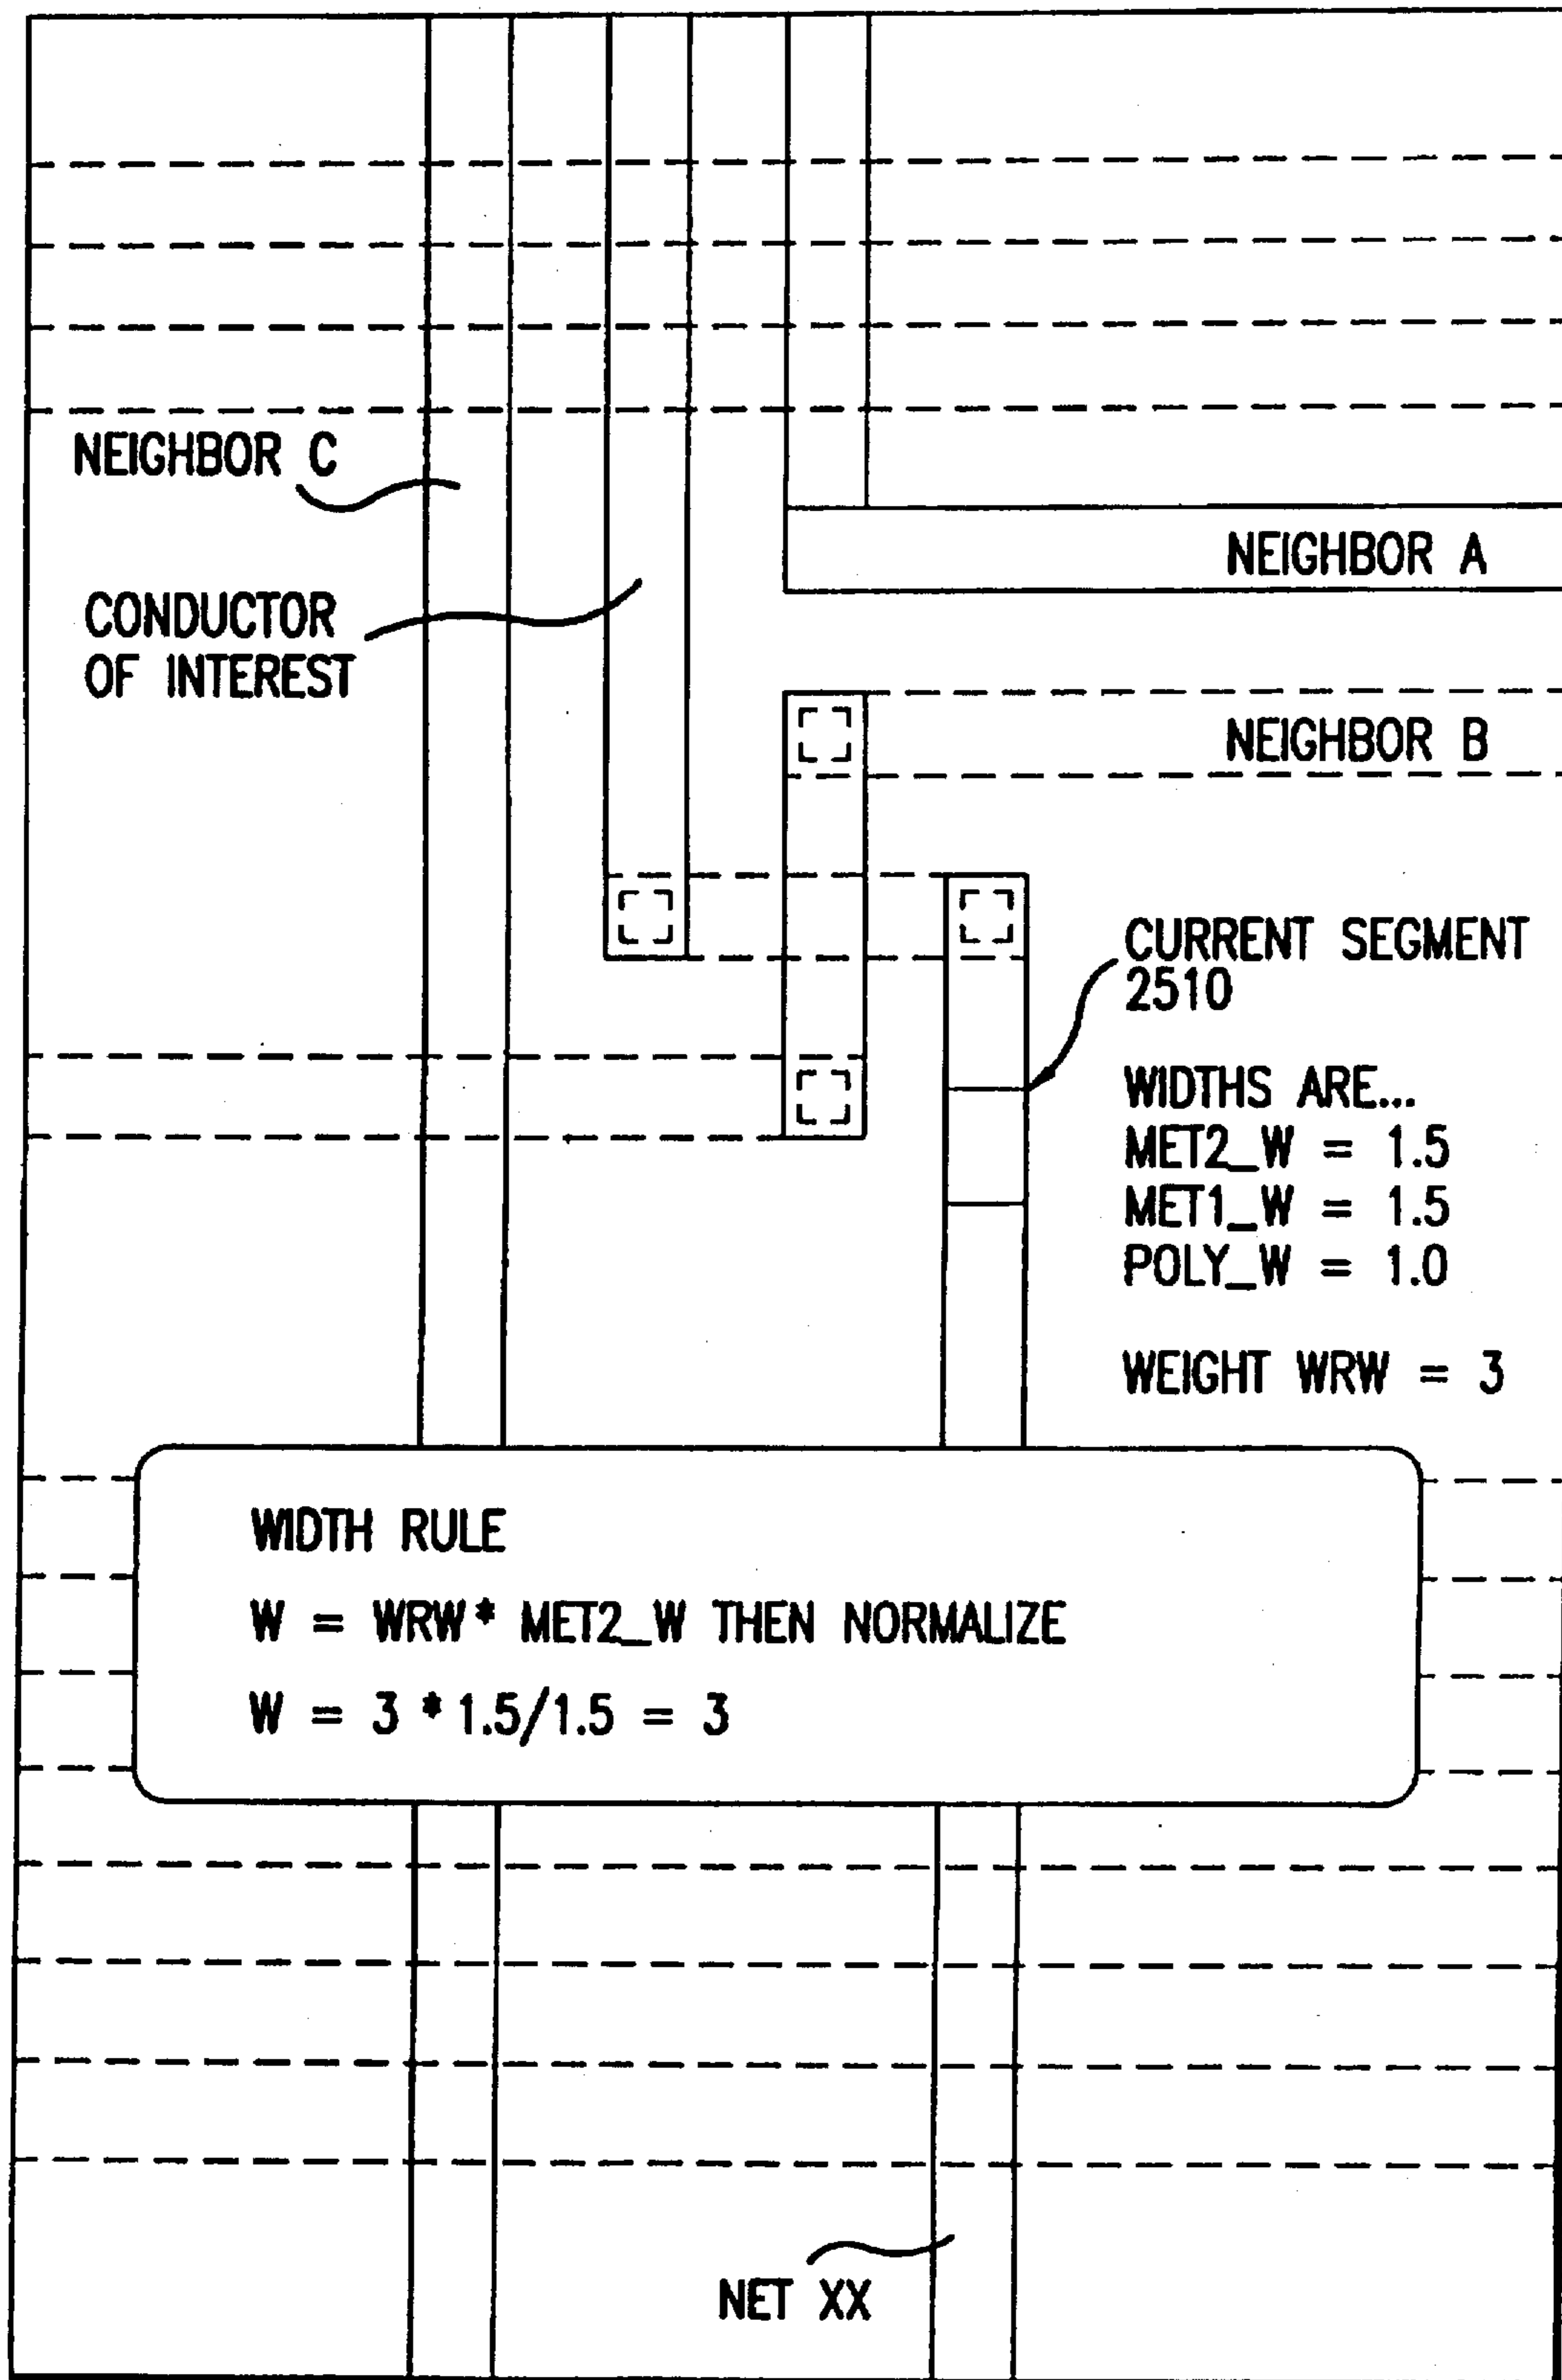 NEIGHBOR C
NEIGHBOR A
CONDUCTOR
OF INTEREST
NEIGHBOR B
CURRENT SEGMENT
2510
WIDTHS ARE...
MET2_W = 1.5
MET1_W = 1.5
POLY_W = 1.0
WEIGHT WRW = 3
WIDTH RULE
W = WRW* MET2_W THEN NORMALIZE
W = 3 * 1.5/1.5 = 3
NET XX